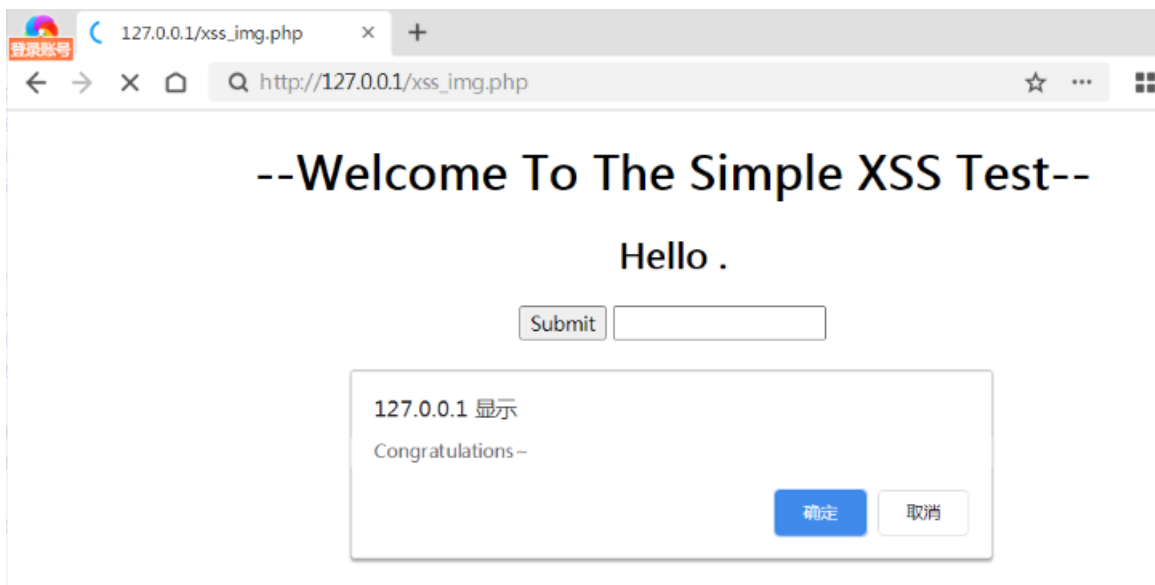 127.0.0.1/xss_img.php
登录账号
http://127.0.0.1/xss_img.php
--Welcome To The Simple XSS Test--
Hello .
Submit
127.0.0.1 显示
Congratulations~
确定 取消